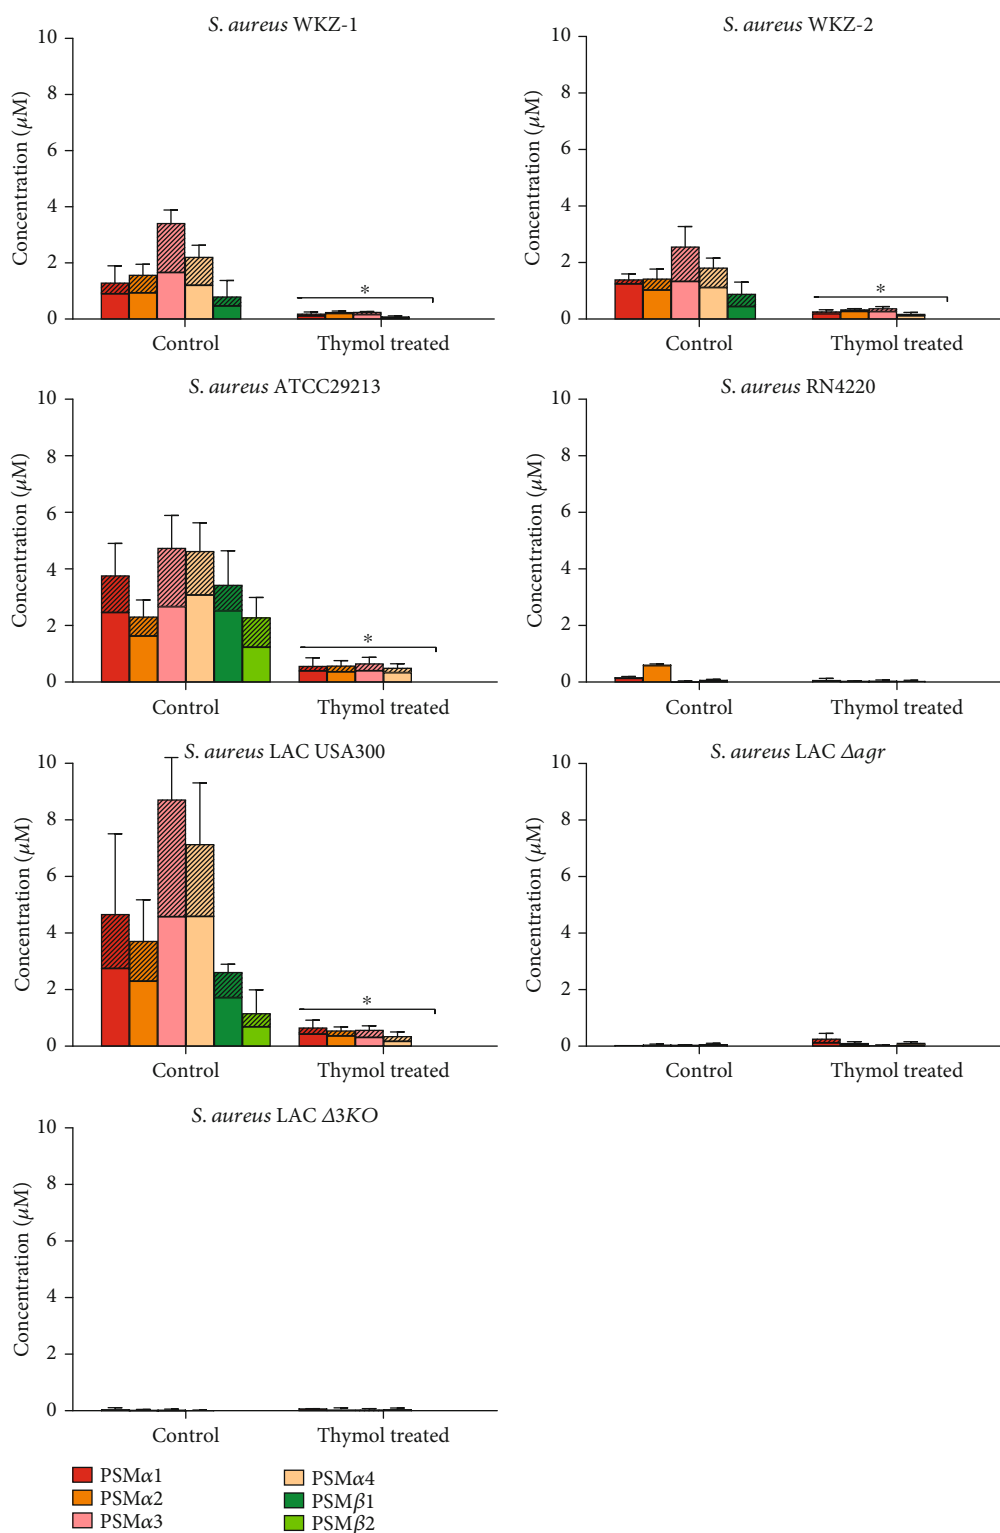 S. aureus WKZ-1
10
8
6
4
2
0
Concentration (μM)
*
Control
Thymol treated
S. aureus WKZ-2
10
8
6
4
2
0
Concentration (μM)
*
Control
Thymol treated
S. aureus ATCC29213
10
8
6
4
2
0
Concentration (μM)
*
Control
Thymol treated
S. aureus RN4220
10
8
6
4
2
0
Concentration (μM)
Control
Thymol treated
S. aureus LAC USA300
10
8
6
4
2
0
Concentration (μM)
*
Control
Thymol treated
S. aureus LAC Δagr
10
8
6
4
2
0
Concentration (μM)
Control
Thymol treated
S. aureus LAC Δ3KO
10
8
6
4
2
0
Concentration (μM)
Control
Thymol treated
PSMα1
PSMα2
PSMα3
PSMα4
PSMβ1
PSMβ2